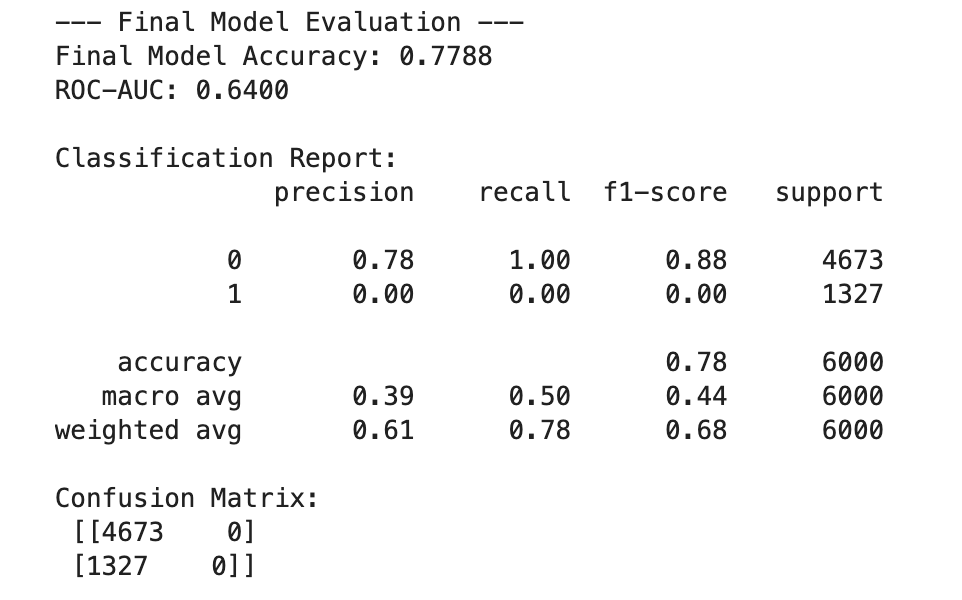 --- Final Model Evaluation ---
Final Model Accuracy: 0.7788
ROC-AUC: 0.6400

Classification Report:
              precision    recall  f1-score   support

           0       0.78      1.00      0.88      4673
           1       0.00      0.00      0.00      1327

    accuracy                           0.78      6000
   macro avg       0.39      0.50      0.44      6000
weighted avg       0.61      0.78      0.68      6000

Confusion Matrix:
 [[4673    0]
 [1327    0]]